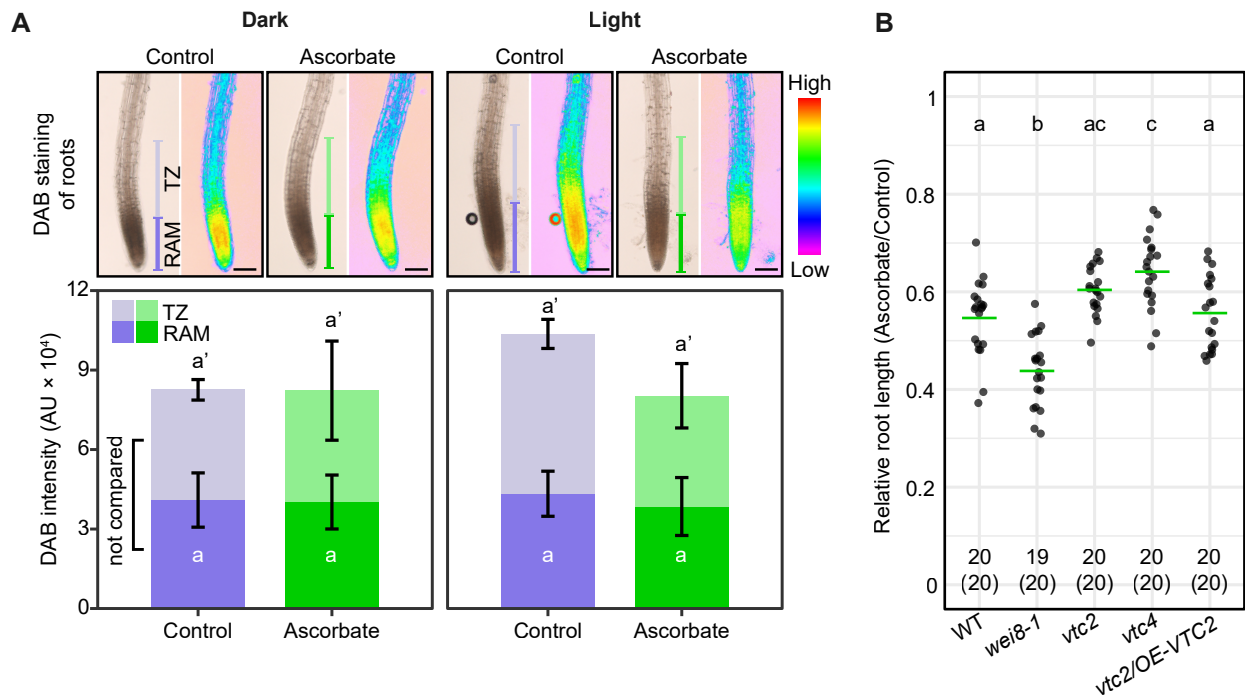 A
Dark
Light
Control
Ascorbate
Control
Ascorbate
DAB staining
of roots
TZ
RAM
High
Low
DAB intensity (AU × 10⁴)
12
9
6
3
0
TZ
RAM
not compared
a’
a’
a’
a’
a
a
a
a
Control
Ascorbate
Control
Ascorbate
B
Relative root length (Ascorbate/Control)
1
0.8
0.6
0.4
0.2
0
a
b
ac
c
a
20
19
20
20
20
(20)
(20)
(20)
(20)
(20)
WT
wei8-1
vtc2
vtc4
vtc2/OE-VTC2